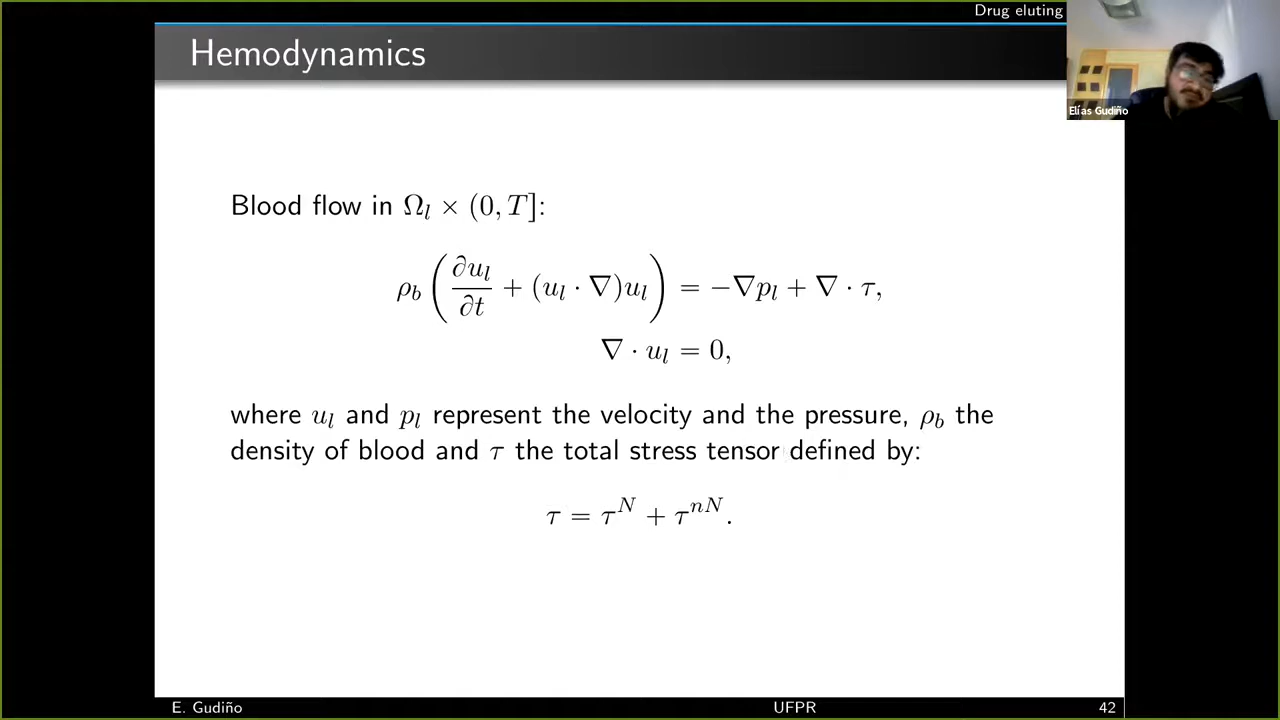 Drug eluting
Hemodynamics
Elías Gudiño
Blood flow in Ω_l × (0, T]:
ρ_b (∂u_l/∂t + (u_l · ∇)u_l) = −∇p_l + ∇ · τ,
∇ · u_l = 0,
where u_l and p_l represent the velocity and the pressure, ρ_b the
density of blood and τ the total stress tensor defined by:
τ = τ^N + τ^{nN}.
E. Gudiño UFPR 42